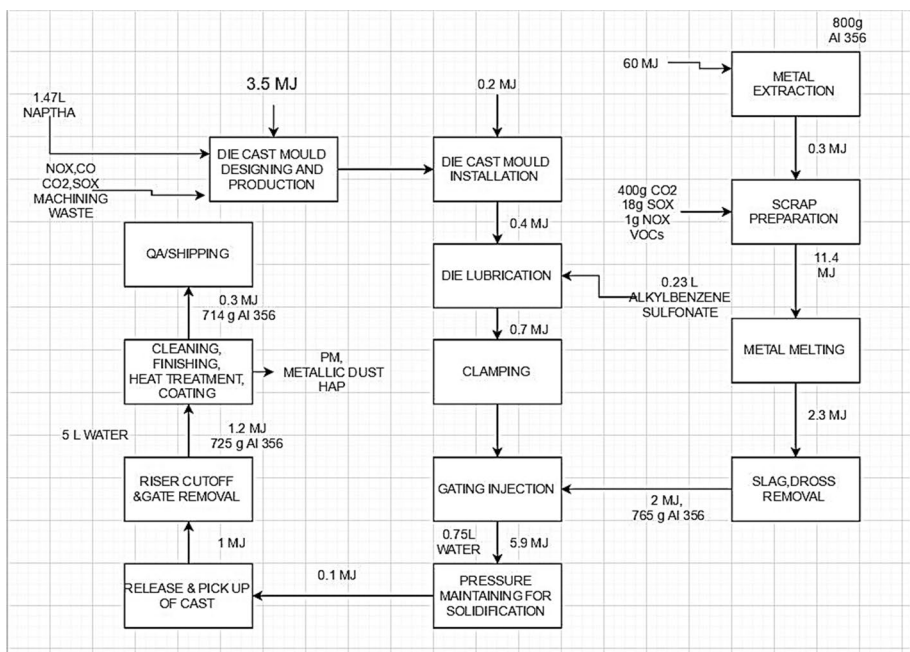 800g
Al 356
60 MJ
METAL
EXTRACTION
3.5 MJ
0.2 MJ
1.47L
NAPTHA
DIE CAST MOULD
DESIGNING AND
PRODUCTION
DIE CAST MOULD
INSTALLATION
0.3 MJ
NOX,CO
CO2,SOX
MACHINING
WASTE
400g CO2
18g SOX
1g NOX
VOCs
SCRAP
PREPARATION
0.4 MJ
QA/SHIPPING
DIE LUBRICATION
11.4
MJ
0.23 L
ALKYLBENZENE
SULFONATE
0.3 MJ
714 g Al 356
0.7 MJ
CLEANING,
FINISHING,
HEAT TREATMENT,
COATING
PM,
METALLIC DUST
HAP
CLAMPING
METAL MELTING
2.3 MJ
5 L WATER
1.2 MJ
725 g Al 356
RISER CUTOFF
&GATE REMOVAL
GATING INJECTION
2 MJ,
765 g Al 356
SLAG,DROSS
REMOVAL
1 MJ
0.75L
WATER
5.9 MJ
RELEASE & PICK UP
OF CAST
0.1 MJ
PRESSURE
MAINTAINING FOR
SOLIDIFICATION